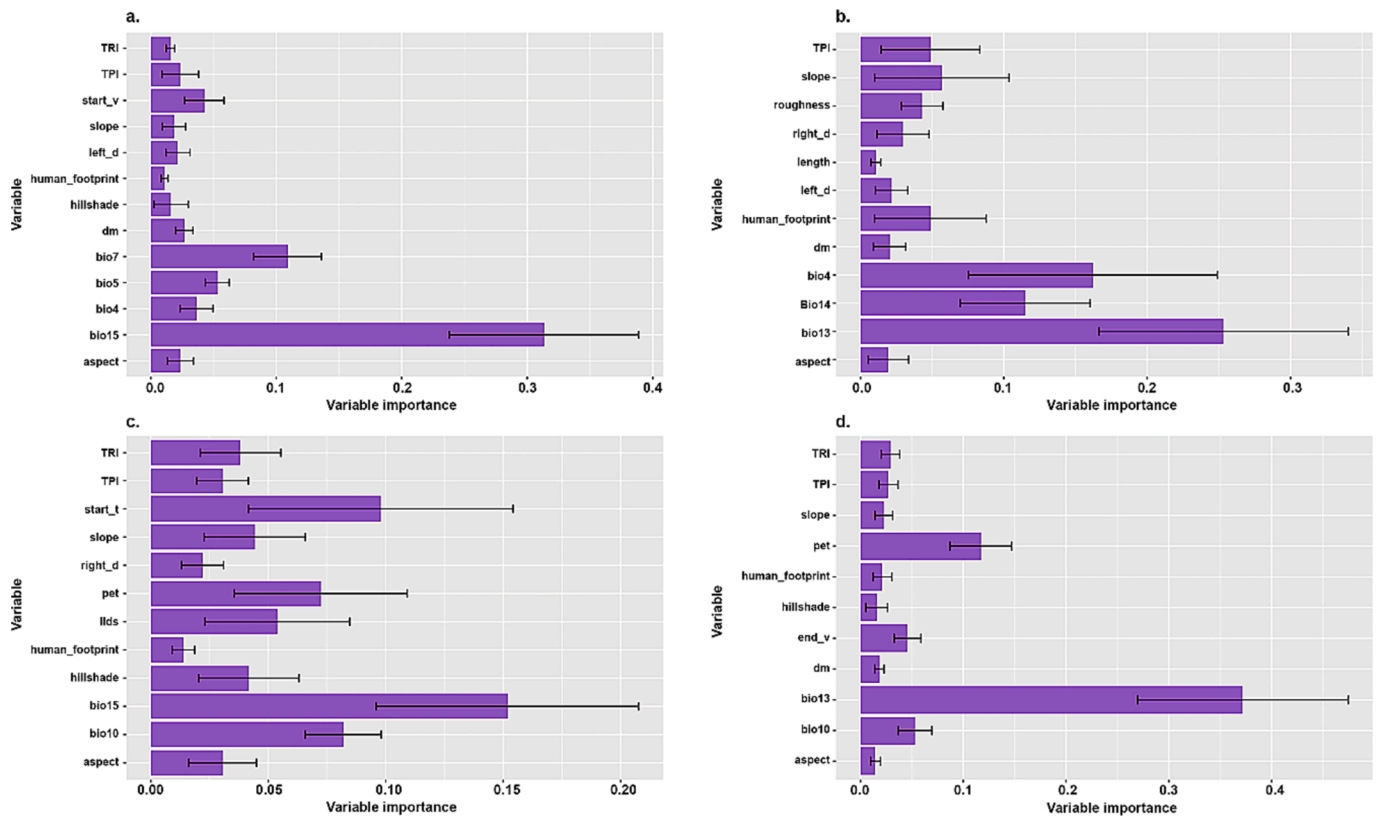 a.
Variable
TRI
TPI
start_v
slope
left_d
human_footprint
hillshade
dm
bio7
bio5
bio4
bio15
aspect
0.0 0.1 0.2 0.3 0.4
Variable importance
b.
Variable
TPI
slope
roughness
right_d
length
left_d
human_footprint
dm
bio4
Bio14
bio13
aspect
0.0 0.1 0.2 0.3
Variable importance
c.
Variable
TRI
TPI
start_t
slope
right_d
pet
llds
human_footprint
hillshade
bio15
bio10
aspect
0.00 0.05 0.10 0.15 0.20
Variable importance
d.
Variable
TRI
TPI
slope
pet
human_footprint
hillshade
end_v
dm
bio13
bio10
aspect
0.0 0.1 0.2 0.3 0.4
Variable importance